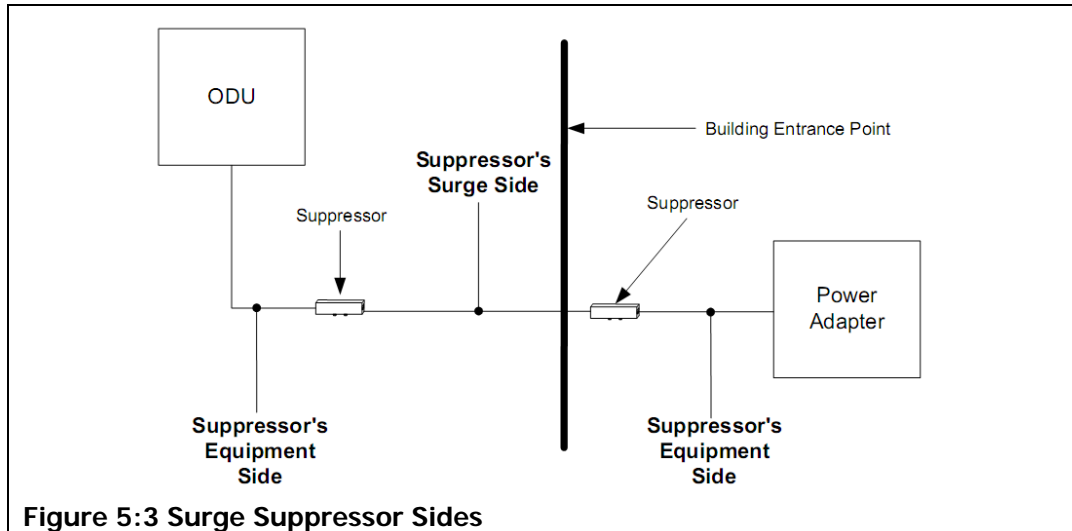 ODU
Building Entrance Point
Suppressor's
Surge Side
Suppressor
Suppressor
Power
Adapter
Suppressor's
Equipment
Side
Suppressor's
Equipment
Side
Figure 5:3 Surge Suppressor Sides